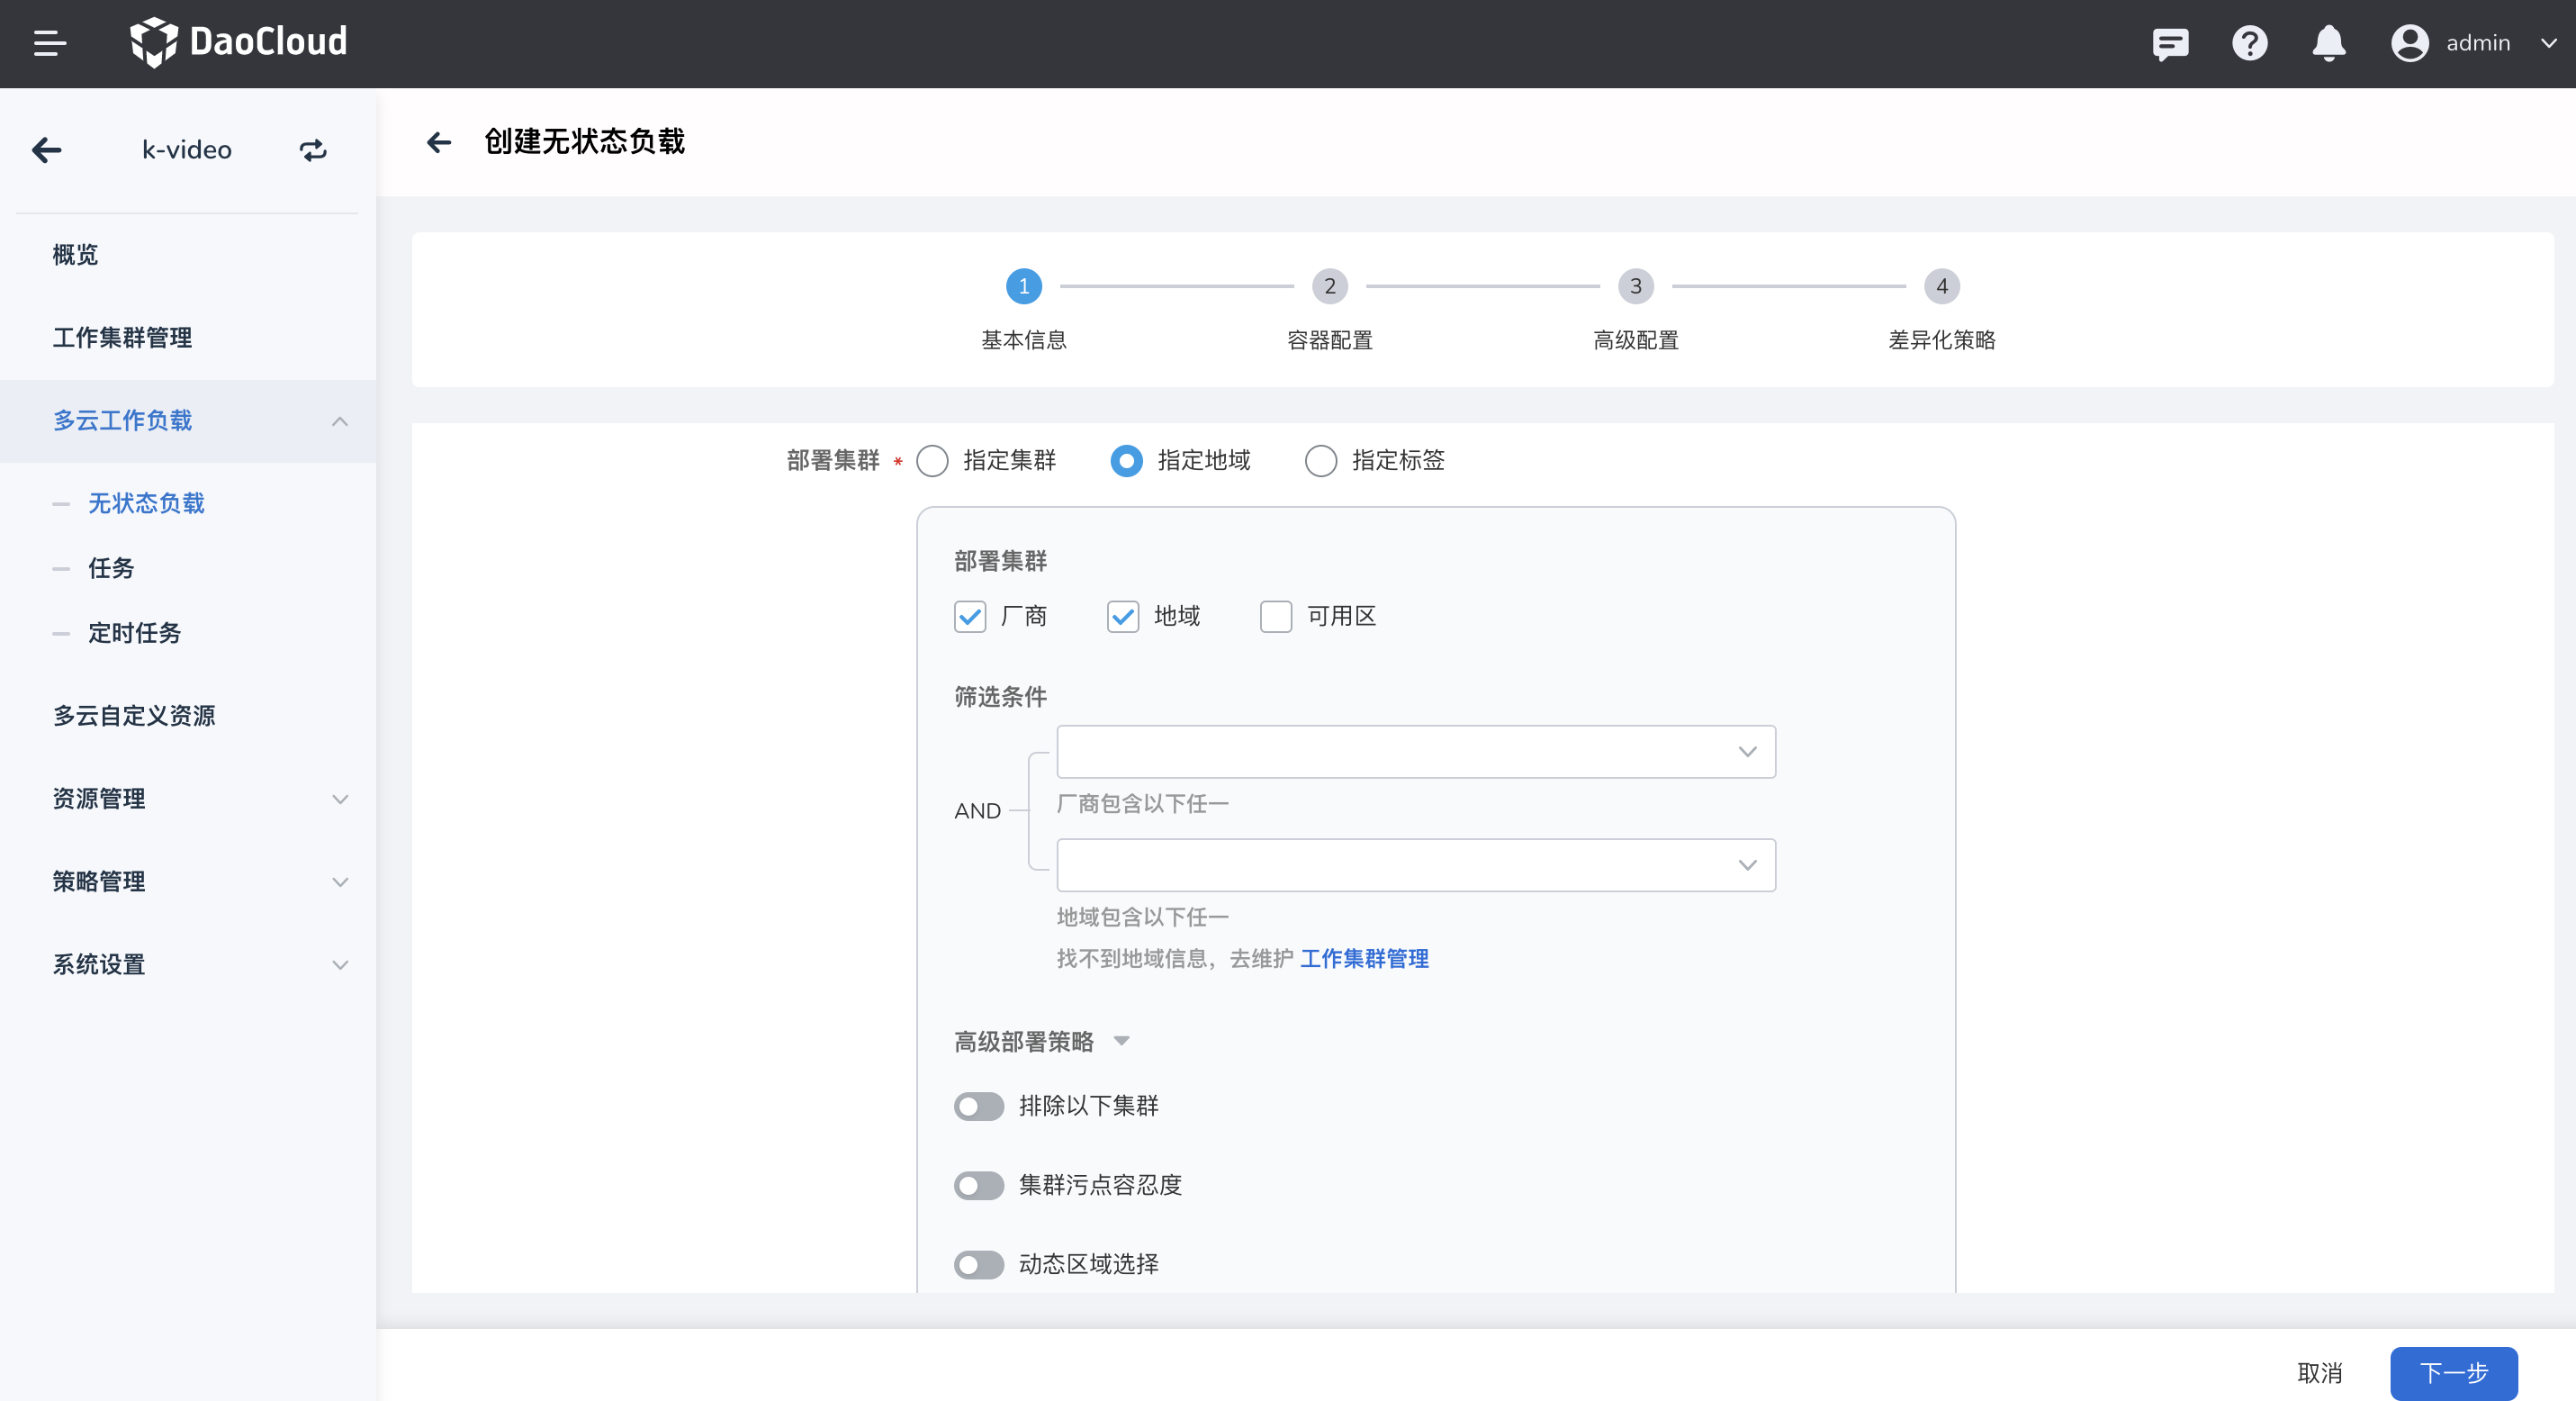 DaoCloud
admin
k-video
概览
工作集群管理
多云工作负载
无状态负载
任务
定时任务
多云自定义资源
资源管理
策略管理
系统设置
创建无状态负载
1 2 3 4
基本信息 容器配置 高级配置 差异化策略
部署集群 * 指定集群 指定地域 指定标签
部署集群
厂商 地域 可用区
筛选条件
AND
厂商包含以下任一
地域包含以下任一
找不到地域信息，去维护 工作集群管理
高级部署策略
排除以下集群
集群污点容忍度
动态区域选择
取消 下一步